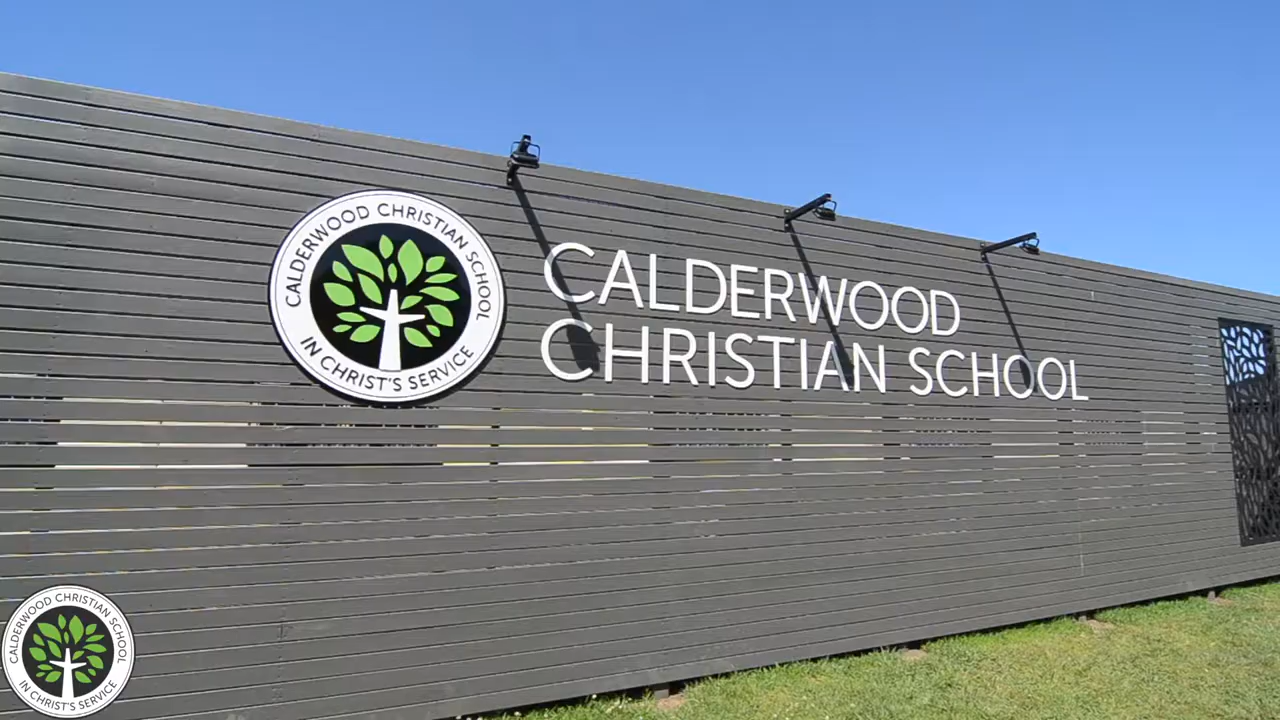 CALDERWOOD CHRISTIAN SCHOOL
IN CHRIST'S SERVICE
CALDERWOOD
CHRISTIAN SCHOOL
CALDERWOOD CHRISTIAN SCHOOL
IN CHRIST'S SERVICE